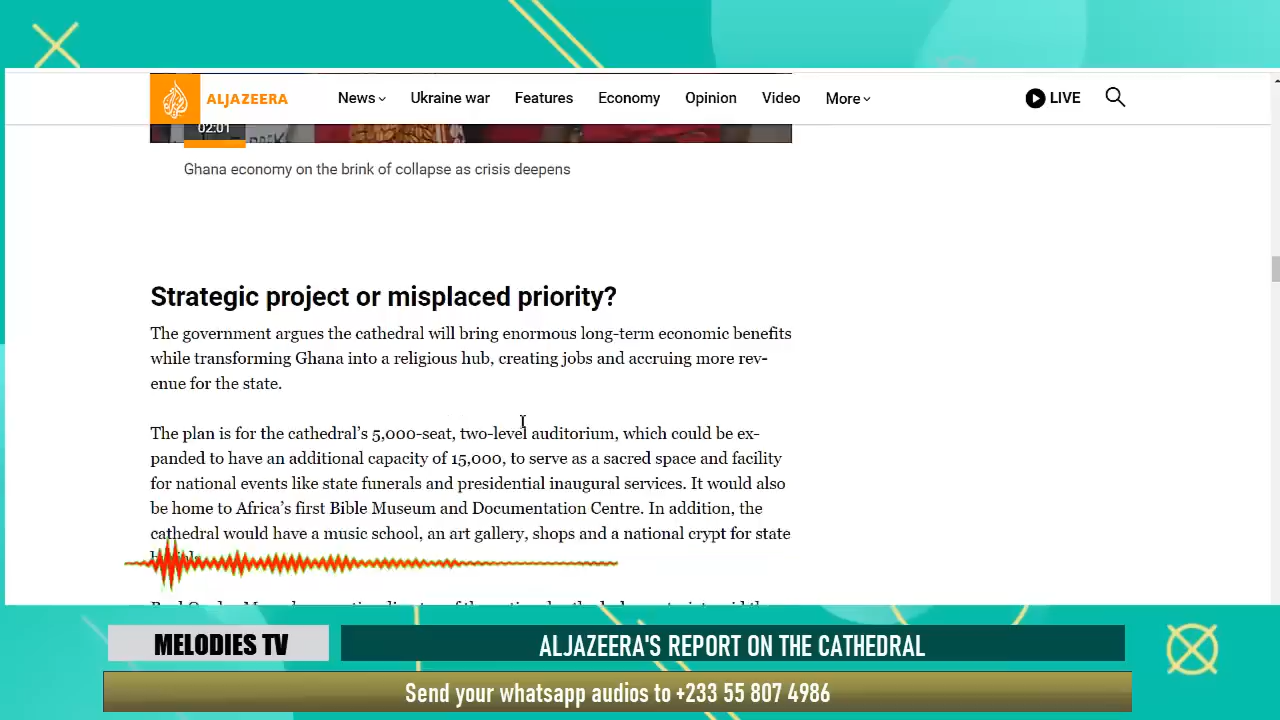 ALJAZEERA
News
Ukraine war
Features
Economy
Opinion
Video
More
LIVE
02:01
Ghana economy on the brink of collapse as crisis deepens
Strategic project or misplaced priority?
The government argues the cathedral will bring enormous long-term economic benefits
while transforming Ghana into a religious hub, creating jobs and accruing more rev-
enue for the state.
The plan is for the cathedral's 5,000-seat, two-level auditorium, which could be ex-
panded to have an additional capacity of 15,000, to serve as a sacred space and facility
for national events like state funerals and presidential inaugural services. It would also
be home to Africa's first Bible Museum and Documentation Centre. In addition, the
cathedral would have a music school, an art gallery, shops and a national crypt for state
MELODIES TV
ALJAZEERA'S REPORT ON THE CATHEDRAL
Send your whatsapp audios to +233 55 807 4986